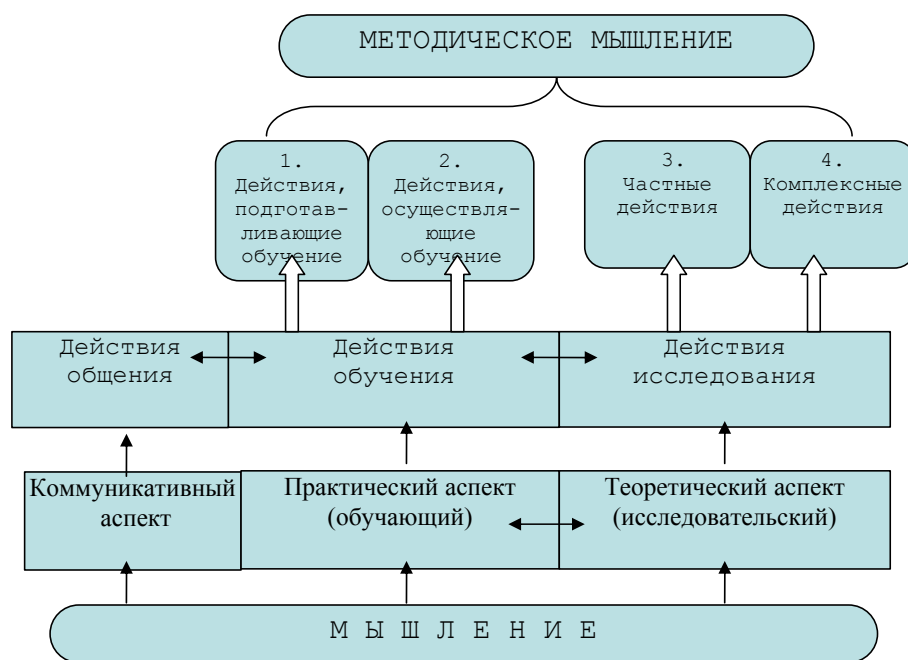 МЕТОДИЧЕСКОЕ МЫШЛЕНИЕ
1.
Действия,
подготав-
ливающие
обучение
2.
Действия,
осуществля-
ющие
обучение
3.
Частные
действия
4.
Комплексные
действия
Действия
общения
Действия
обучения
Действия
исследования
Коммуникативный
аспект
Практический аспект
(обучающий)
Теоретический аспект
(исследовательский)
М Ы Ш Л Е Н И Е